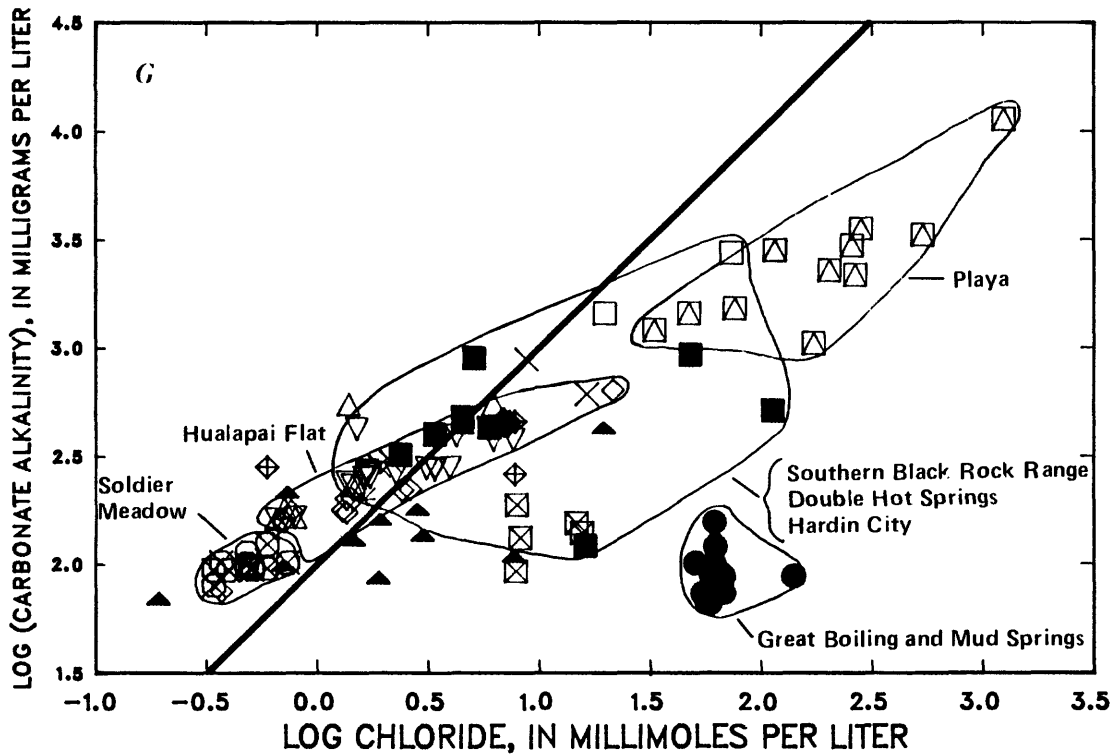 LOG (CARBONATE ALKALINITY), IN MILLIGRAMS PER LITER
4.5
4.0
3.5
3.0
2.5
2.0
1.5
G
Playa
Hualapai Flat
Soldier
Meadow
Southern Black Rock Range
Double Hot Springs
Hardin City
Great Boiling and Mud Springs
-1.0 -0.5 0.0 0.5 1.0 1.5 2.0 2.5 3.0 3.5
LOG CHLORIDE, IN MILLIMOLES PER LITER